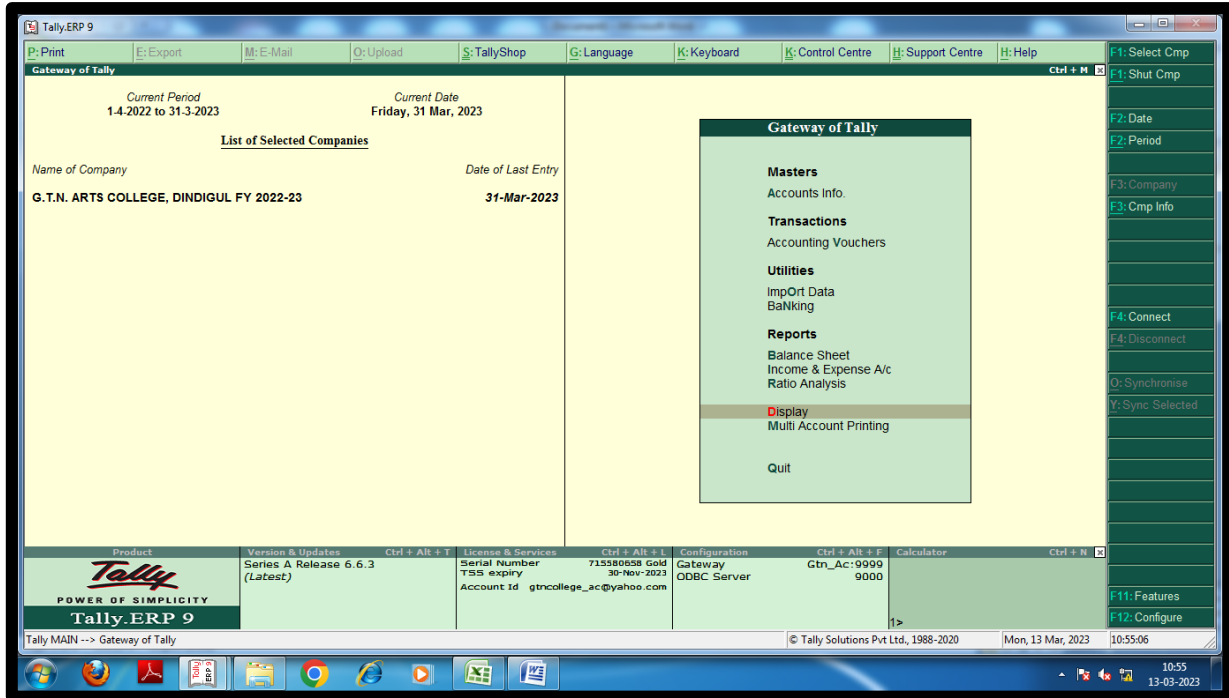 Tally.ERP 9
P: Print E: Export M: E-Mail O: Upload S: TallyShop G: Language K: Keyboard K: Control Centre H: Support Centre H: Help
Gateway of Tally Ctrl + M
Current Period Current Date
1-4-2022 to 31-3-2023 Friday, 31 Mar, 2023
List of Selected Companies
Name of Company Date of Last Entry
G.T.N. ARTS COLLEGE, DINDIGUL FY 2022-23 31-Mar-2023
Gateway of Tally
Masters
Accounts Info.
Transactions
Accounting Vouchers
Utilities
ImpOrt Data
BaNking
Reports
Balance Sheet
Income & Expense A/c
Ratio Analysis
Display
Multi Account Printing
Quit
F1: Select Cmp
F1: Shut Cmp
F2: Date
F2: Period
F3: Company
F3: Cmp Info
F4: Connect
F4: Disconnect
O: Synchronise
Y: Sync Selected
F11: Features
F12: Configure
Product
Tally
POWER OF SIMPLICITY
Tally.ERP 9
Version & Updates Ctrl + Alt + T
Series A Release 6.6.3
(Latest)
License & Services Ctrl + Alt + L
Serial Number 715580658 Gold
TSS expiry 30-Nov-2023
Account Id gtncollege_ac@yahoo.com
Configuration Ctrl + Alt + F
Gateway Gtn_Ac:9999
ODBC Server 9000
Calculator Ctrl + N
1>
Tally MAIN --> Gateway of Tally © Tally Solutions Pvt Ltd., 1988-2020 Mon, 13 Mar, 2023 10:55:06
10:55
13-03-2023